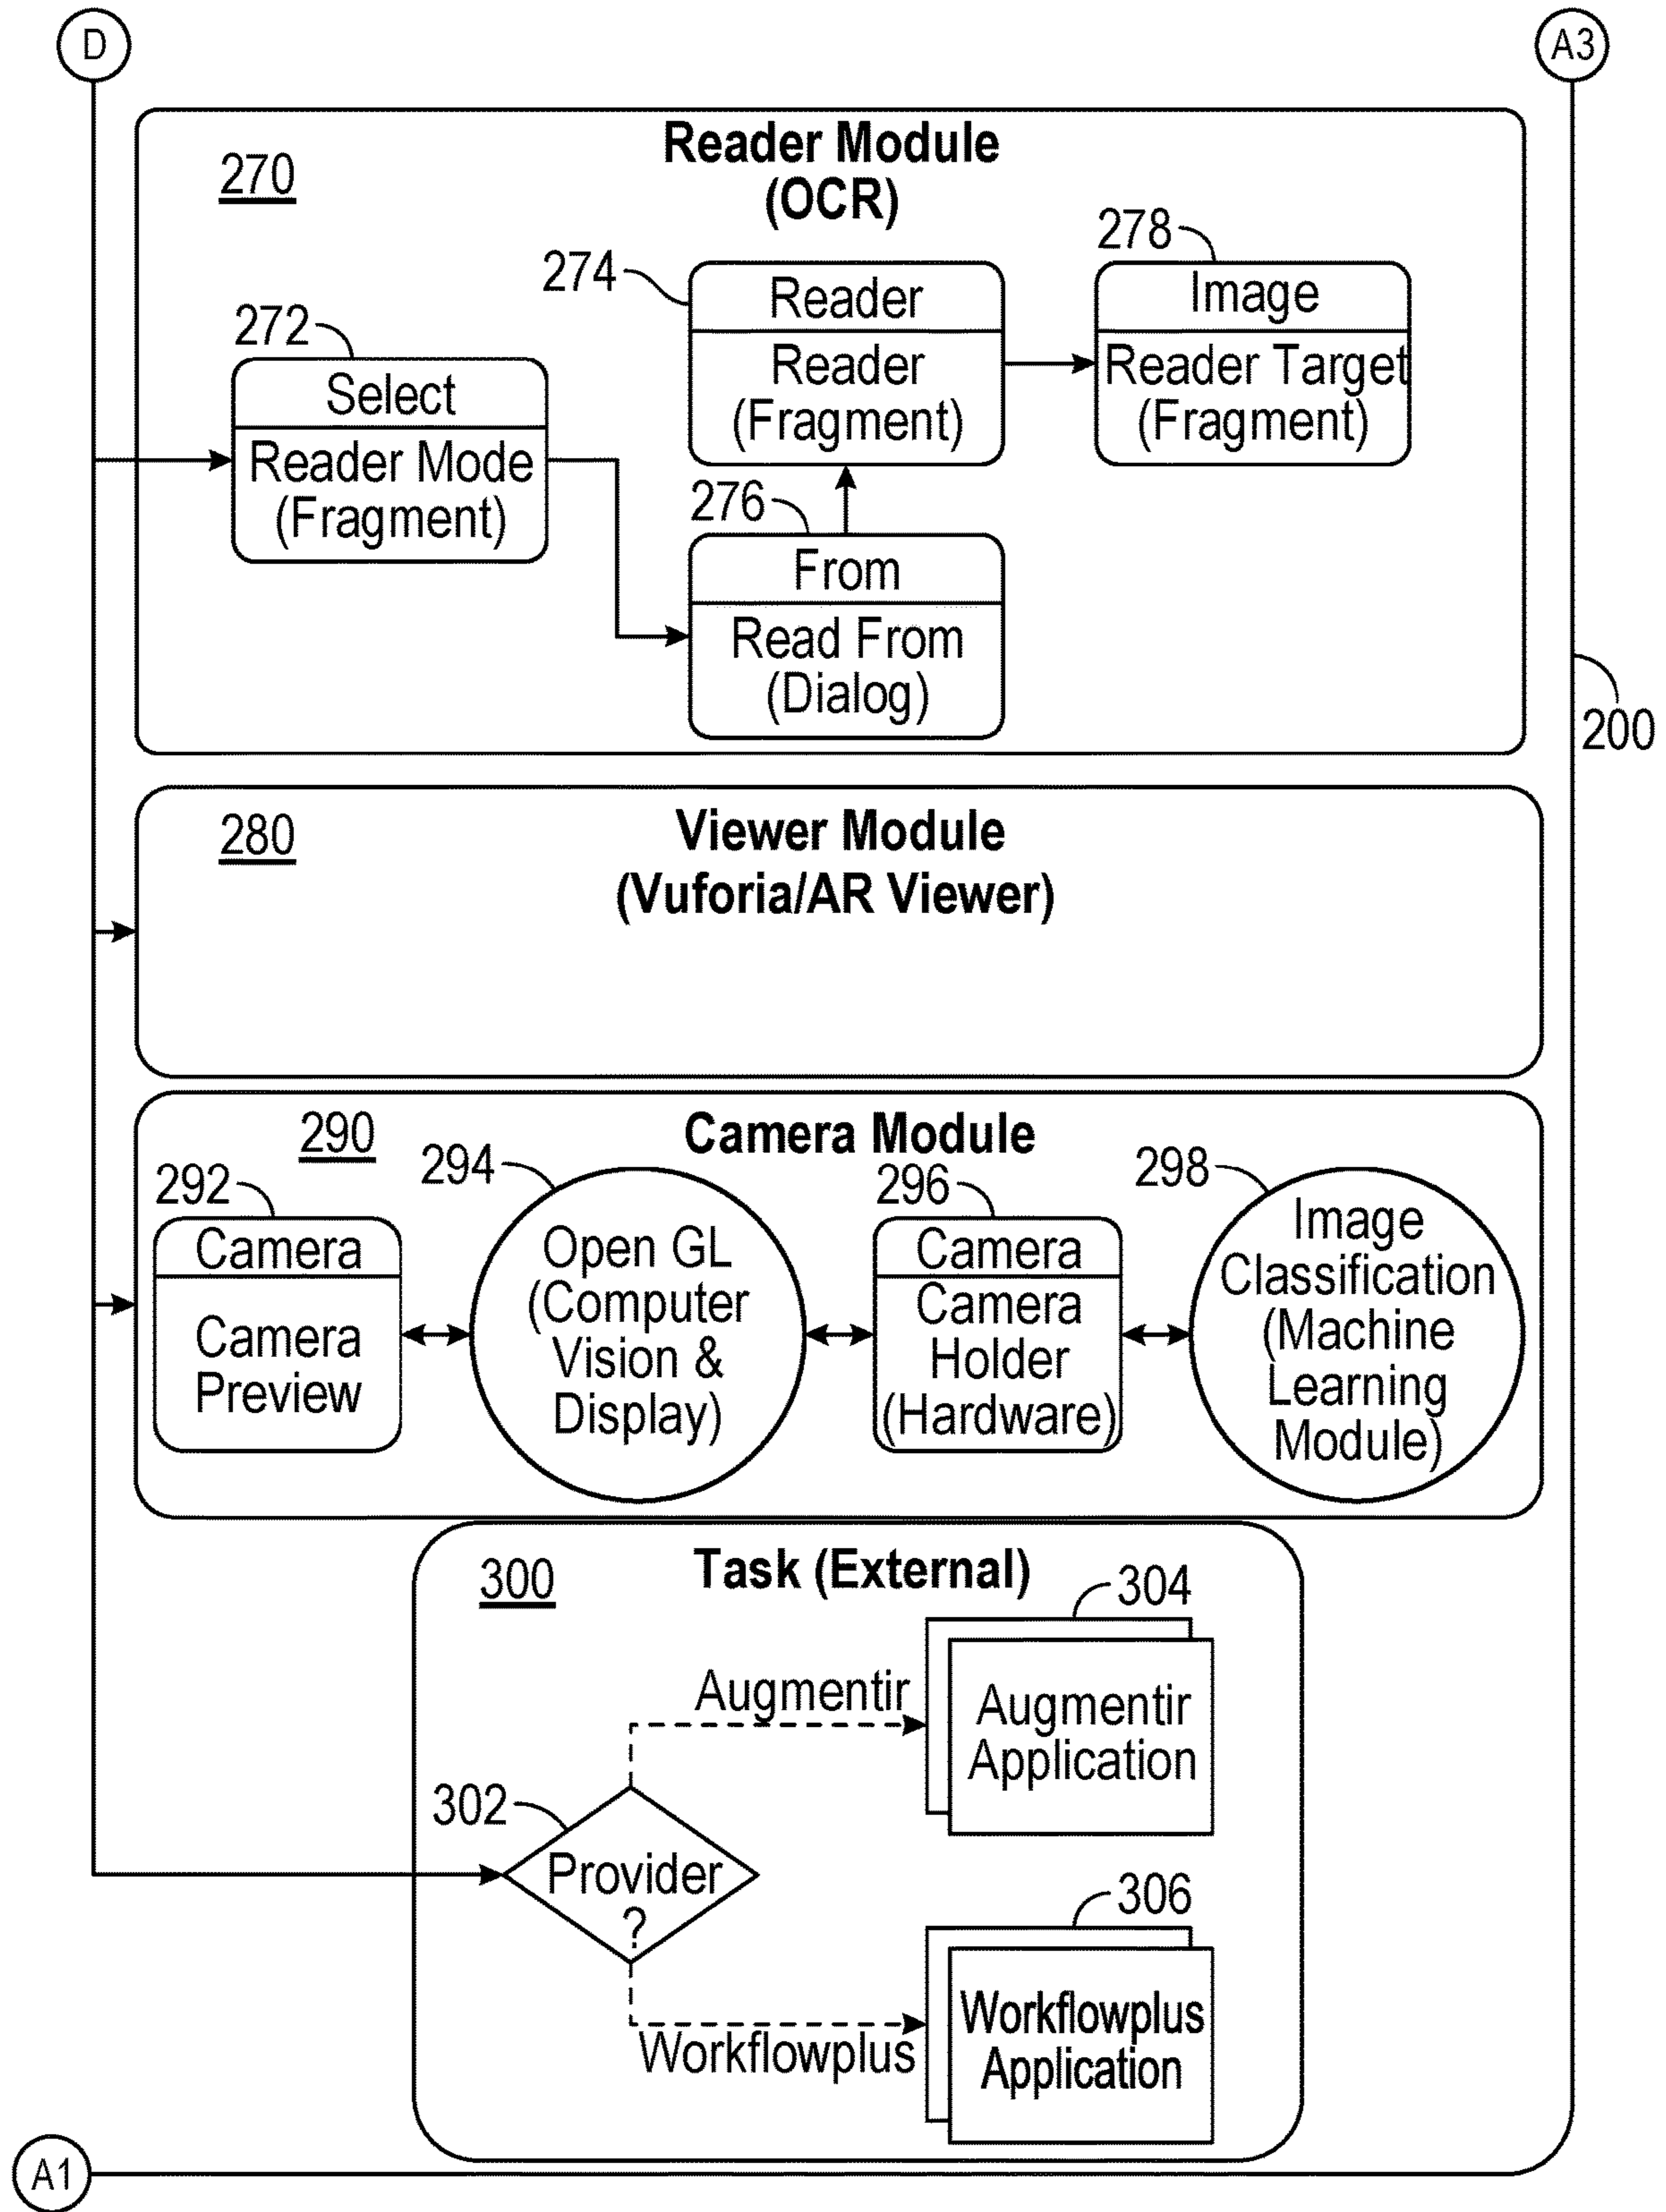 D
A3
Reader Module
(OCR)
270
278
274
Reader
Image
272
Reader
(Fragment)
Reader Target
(Fragment)
Select
Reader Mode
(Fragment)
276
From
Read From
(Dialog)
200
280
Viewer Module
(Vuforia/AR Viewer)
290
Camera Module
292
294
296
298
Camera
Camera
Preview
Open GL
(Computer
Vision &
Display)
Camera
Camera
Holder
(Hardware)
Image
Classification
(Machine
Learning
Module)
300
Task (External)
304
Augmentir
Augmentir
Application
302
Provider
?
306
Workflowplus
Workflowplus
Application
A1